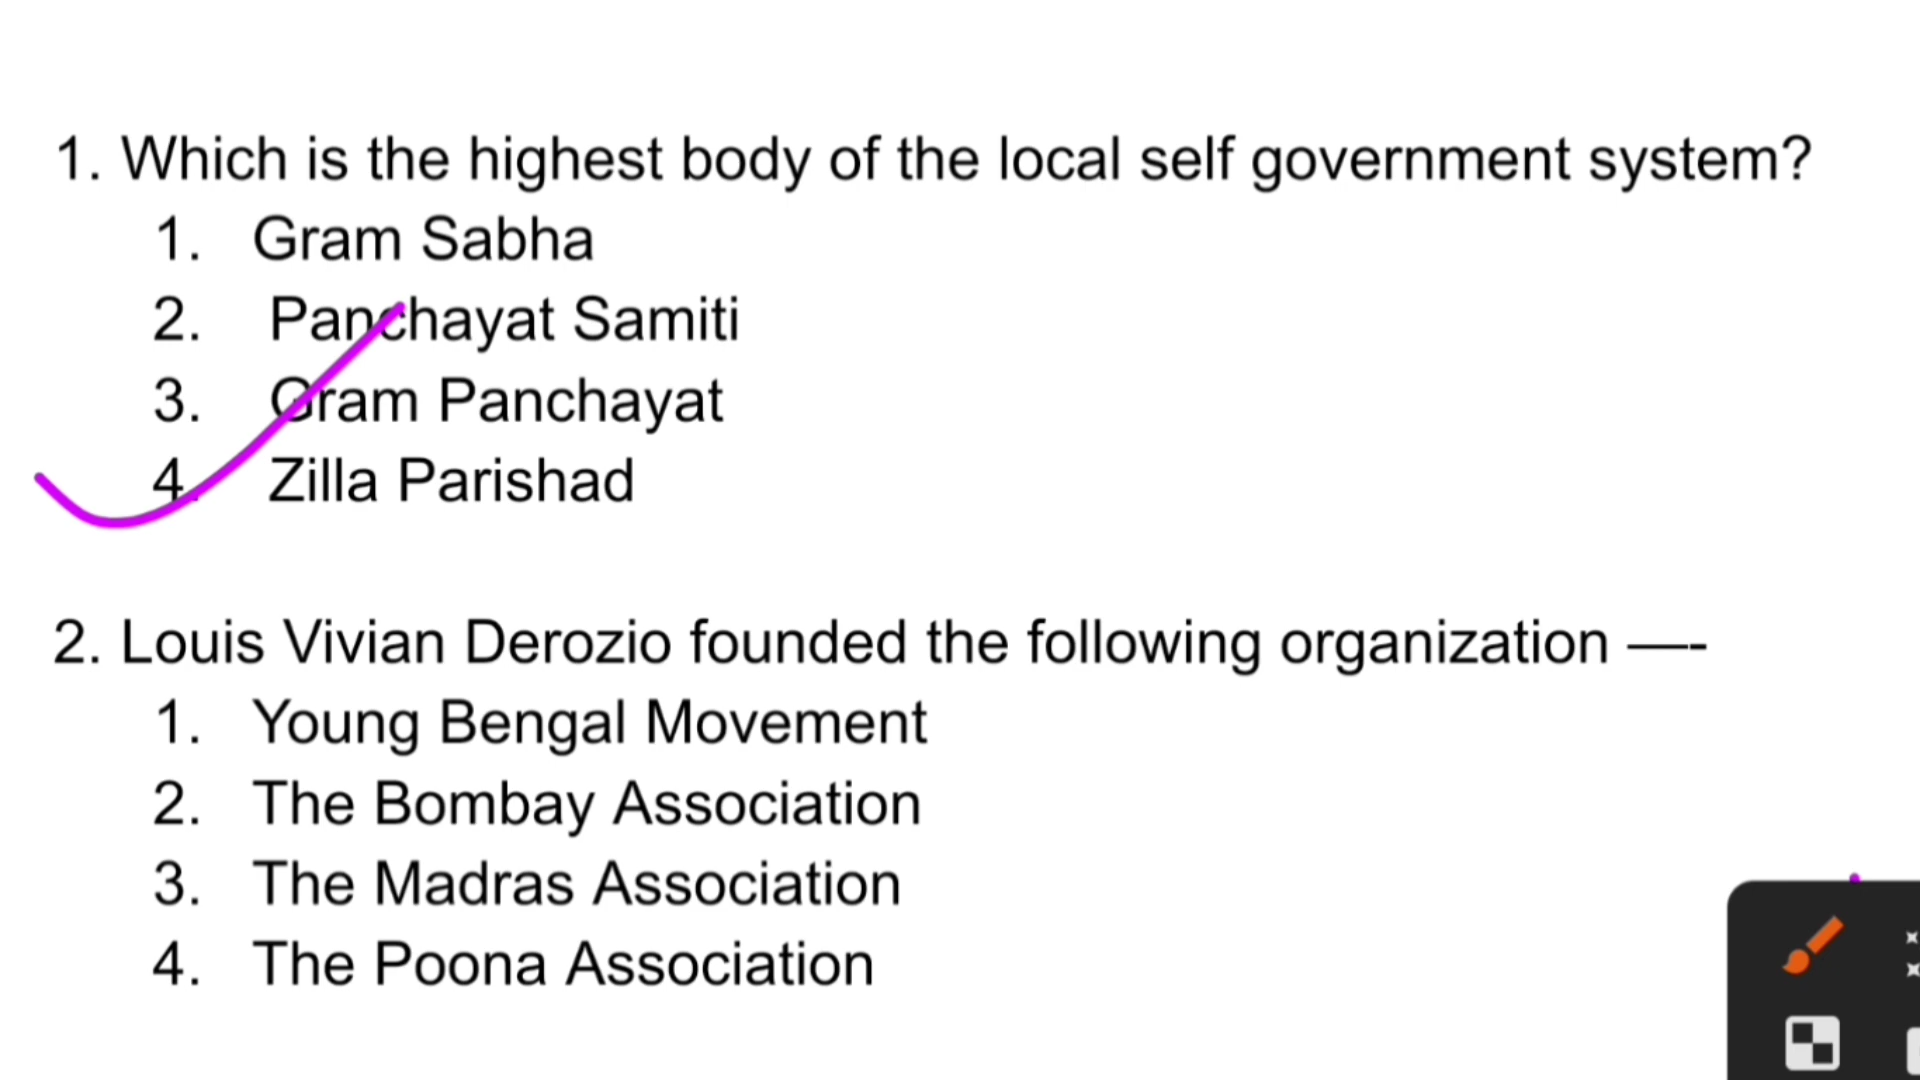 1. Which is the highest body of the local self government system?
1. Gram Sabha
2. Panchayat Samiti
3. Gram Panchayat
4. Zilla Parishad
2. Louis Vivian Derozio founded the following organization —-
1. Young Bengal Movement
2. The Bombay Association
3. The Madras Association
4. The Poona Association